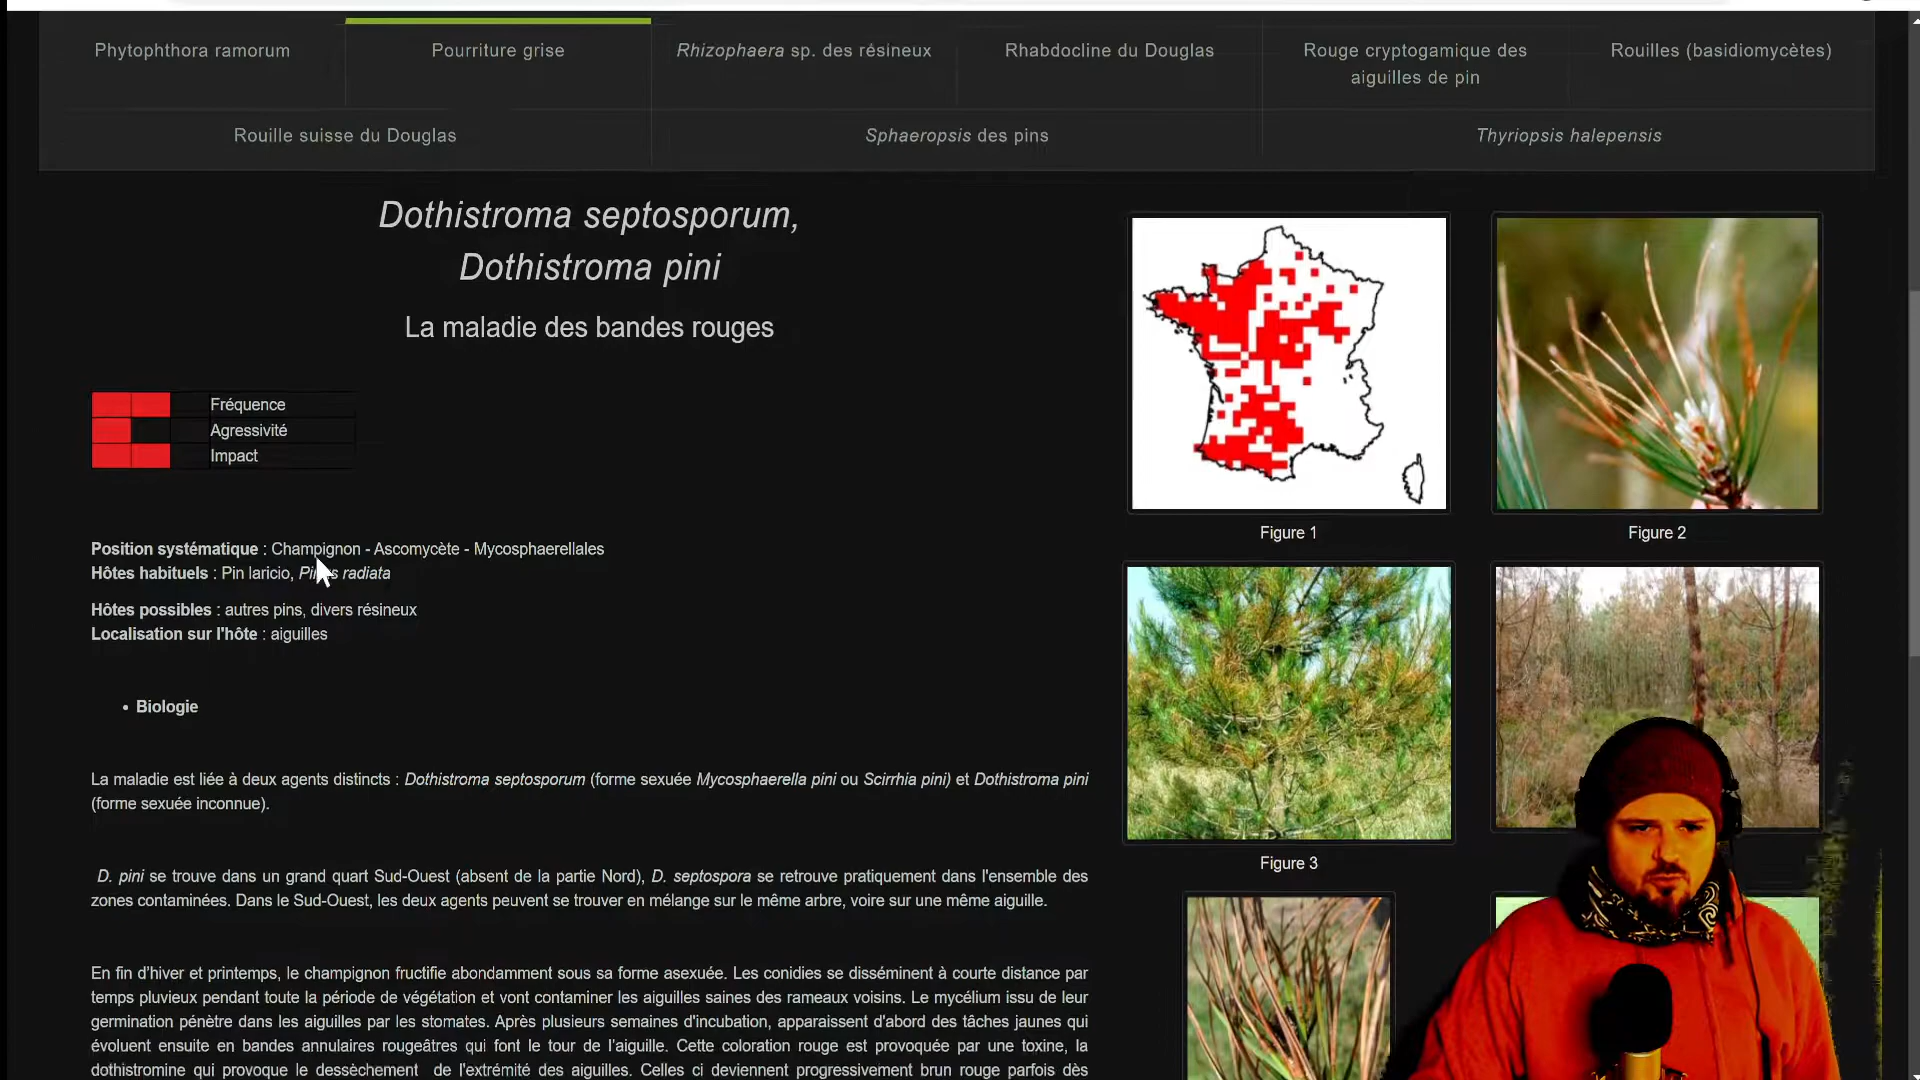 Phytophthora ramorum
Pourriture grise
Rhizophaera sp. des résineux
Rhabdocline du Douglas
Rouge cryptogamique des
aiguilles de pin
Rouilles (basidiomycètes)
Rouille suisse du Douglas
Sphaeropsis des pins
Thyriopsis halepensis
Dothistroma septosporum,
Dothistroma pini
La maladie des bandes rouges
Fréquence
Agressivité
Impact
Position systématique : Champignon - Ascomycète - Mycosphaerellales
Hôtes habituels : Pin laricio, Pinus radiata
Hôtes possibles : autres pins, divers résineux
Localisation sur l'hôte : aiguilles
• Biologie
La maladie est liée à deux agents distincts : Dothistroma septosporum (forme sexuée Mycosphaerella pini ou Scirrhia pini) et Dothistroma pini
(forme sexuée inconnue).
D. pini se trouve dans un grand quart Sud-Ouest (absent de la partie Nord), D. septospora se retrouve pratiquement dans l'ensemble des
zones contaminées. Dans le Sud-Ouest, les deux agents peuvent se trouver en mélange sur le même arbre, voire sur une même aiguille.
En fin d'hiver et printemps, le champignon fructifie abondamment sous sa forme asexuée. Les conidies se disséminent à courte distance par
temps pluvieux pendant toute la période de végétation et vont contaminer les aiguilles saines des rameaux voisins. Le mycélium issu de leur
germination pénètre dans les aiguilles par les stomates. Après plusieurs semaines d'incubation, apparaissent d'abord des tâches jaunes qui
évoluent ensuite en bandes annulaires rougeâtres qui font le tour de l'aiguille. Cette coloration rouge est provoquée par une toxine, la
dothistromine qui provoque le dessèchement de l'extrémité des aiguilles. Celles ci deviennent progressivement brun rouge parfois dès
Figure 1
Figure 2
Figure 3